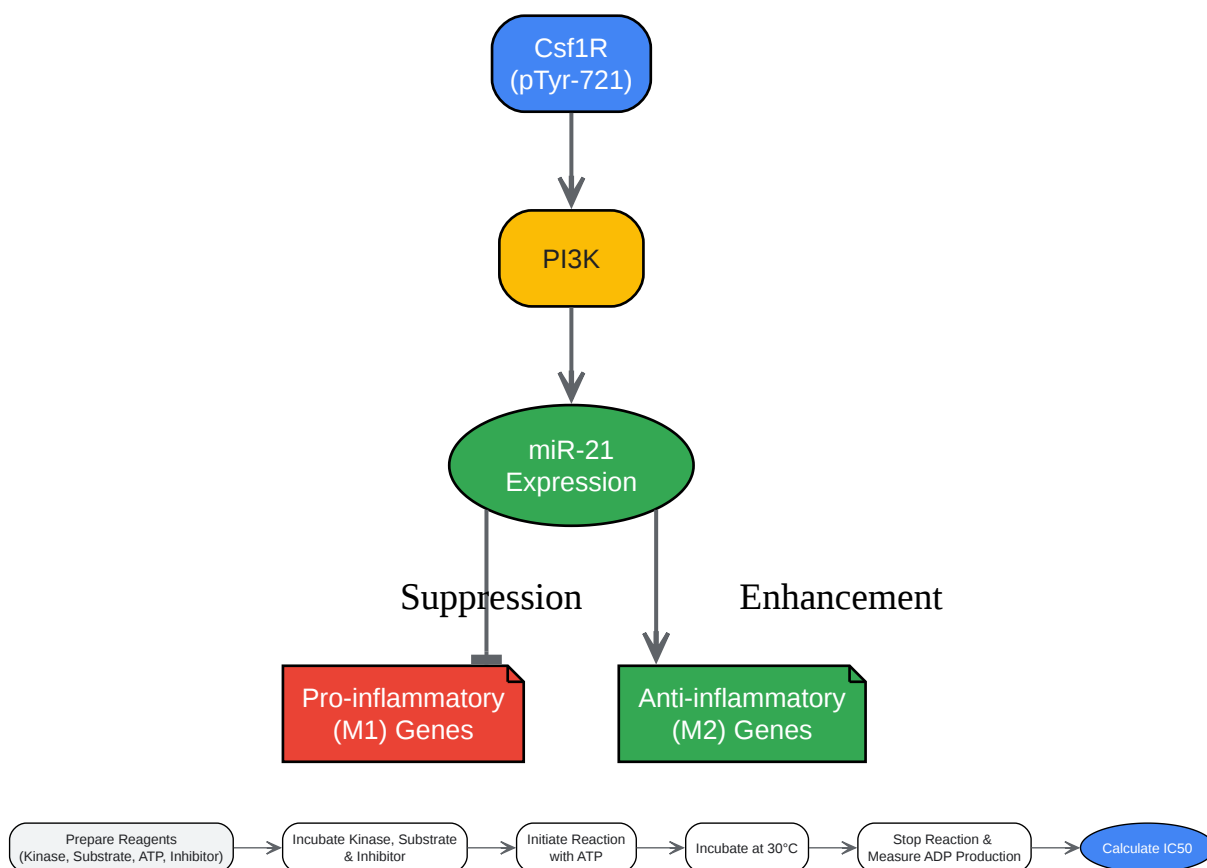 Csf1R
(pTyr-721)
PI3K
miR-21
Expression
Suppression
Enhancement
Pro-inflammatory
(M1) Genes
Anti-inflammatory
(M2) Genes
Prepare Reagents
(Kinase, Substrate, ATP, Inhibitor)
Incubate Kinase, Substrate
& Inhibitor
Initiate Reaction
with ATP
Incubate at 30°C
Stop Reaction &
Measure ADP Production
Calculate IC50